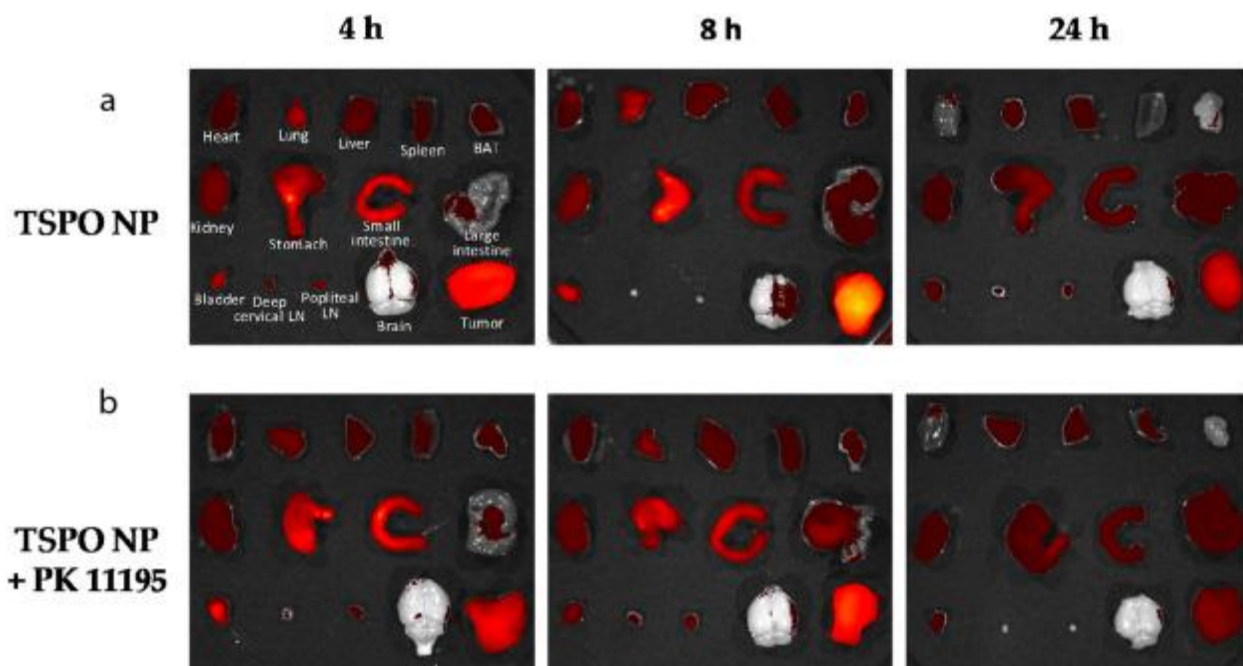 4 h 8 h 24 h
a
TSPO NP
Heart Lung Liver Spleen BAT
Kidney Stomach Small intestine Large intestine
Bladder Deep cervical LN Popliteal LN Brain Tumor
b
TSPO NP
+ PK 11195